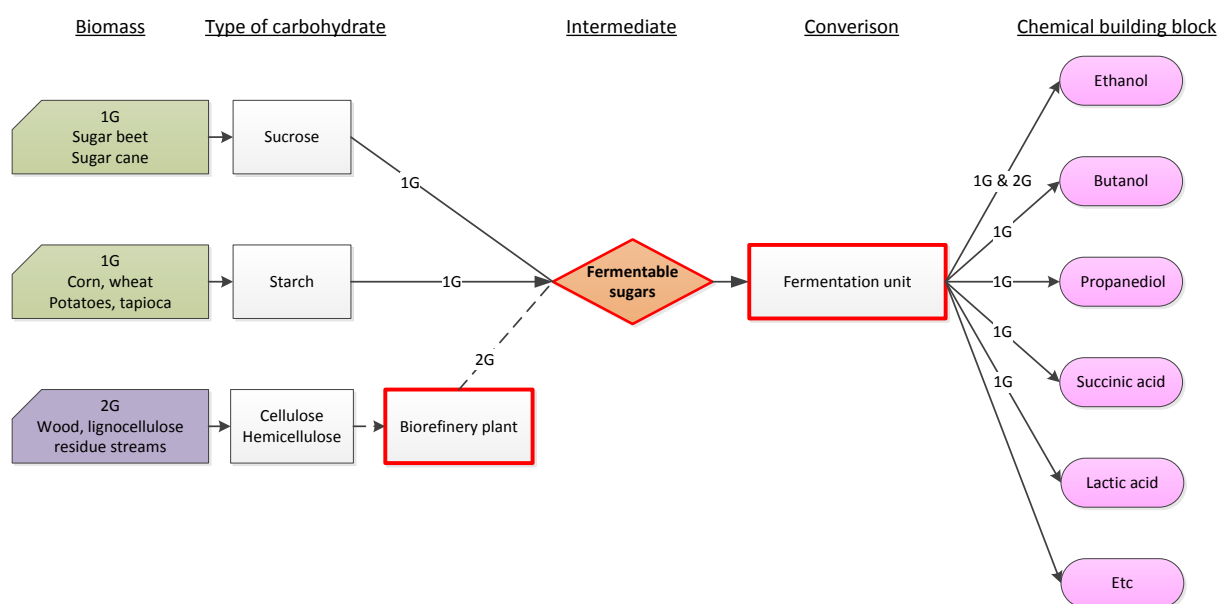 Biomass
Type of carbohydrate
Intermediate
Converison
Chemical building block
1G
Sugar beet
Sugar cane
Sucrose
1G
1G
Corn, wheat
Potatoes, tapioca
Starch
1G
2G
Wood, lignocellulose
residue streams
Cellulose
Hemicellulose
Biorefinery plant
2G
Fermentable
sugars
Fermentation unit
1G & 2G
Ethanol
1G
Butanol
1G
Propanediol
1G
Succinic acid
1G
Lactic acid
Etc